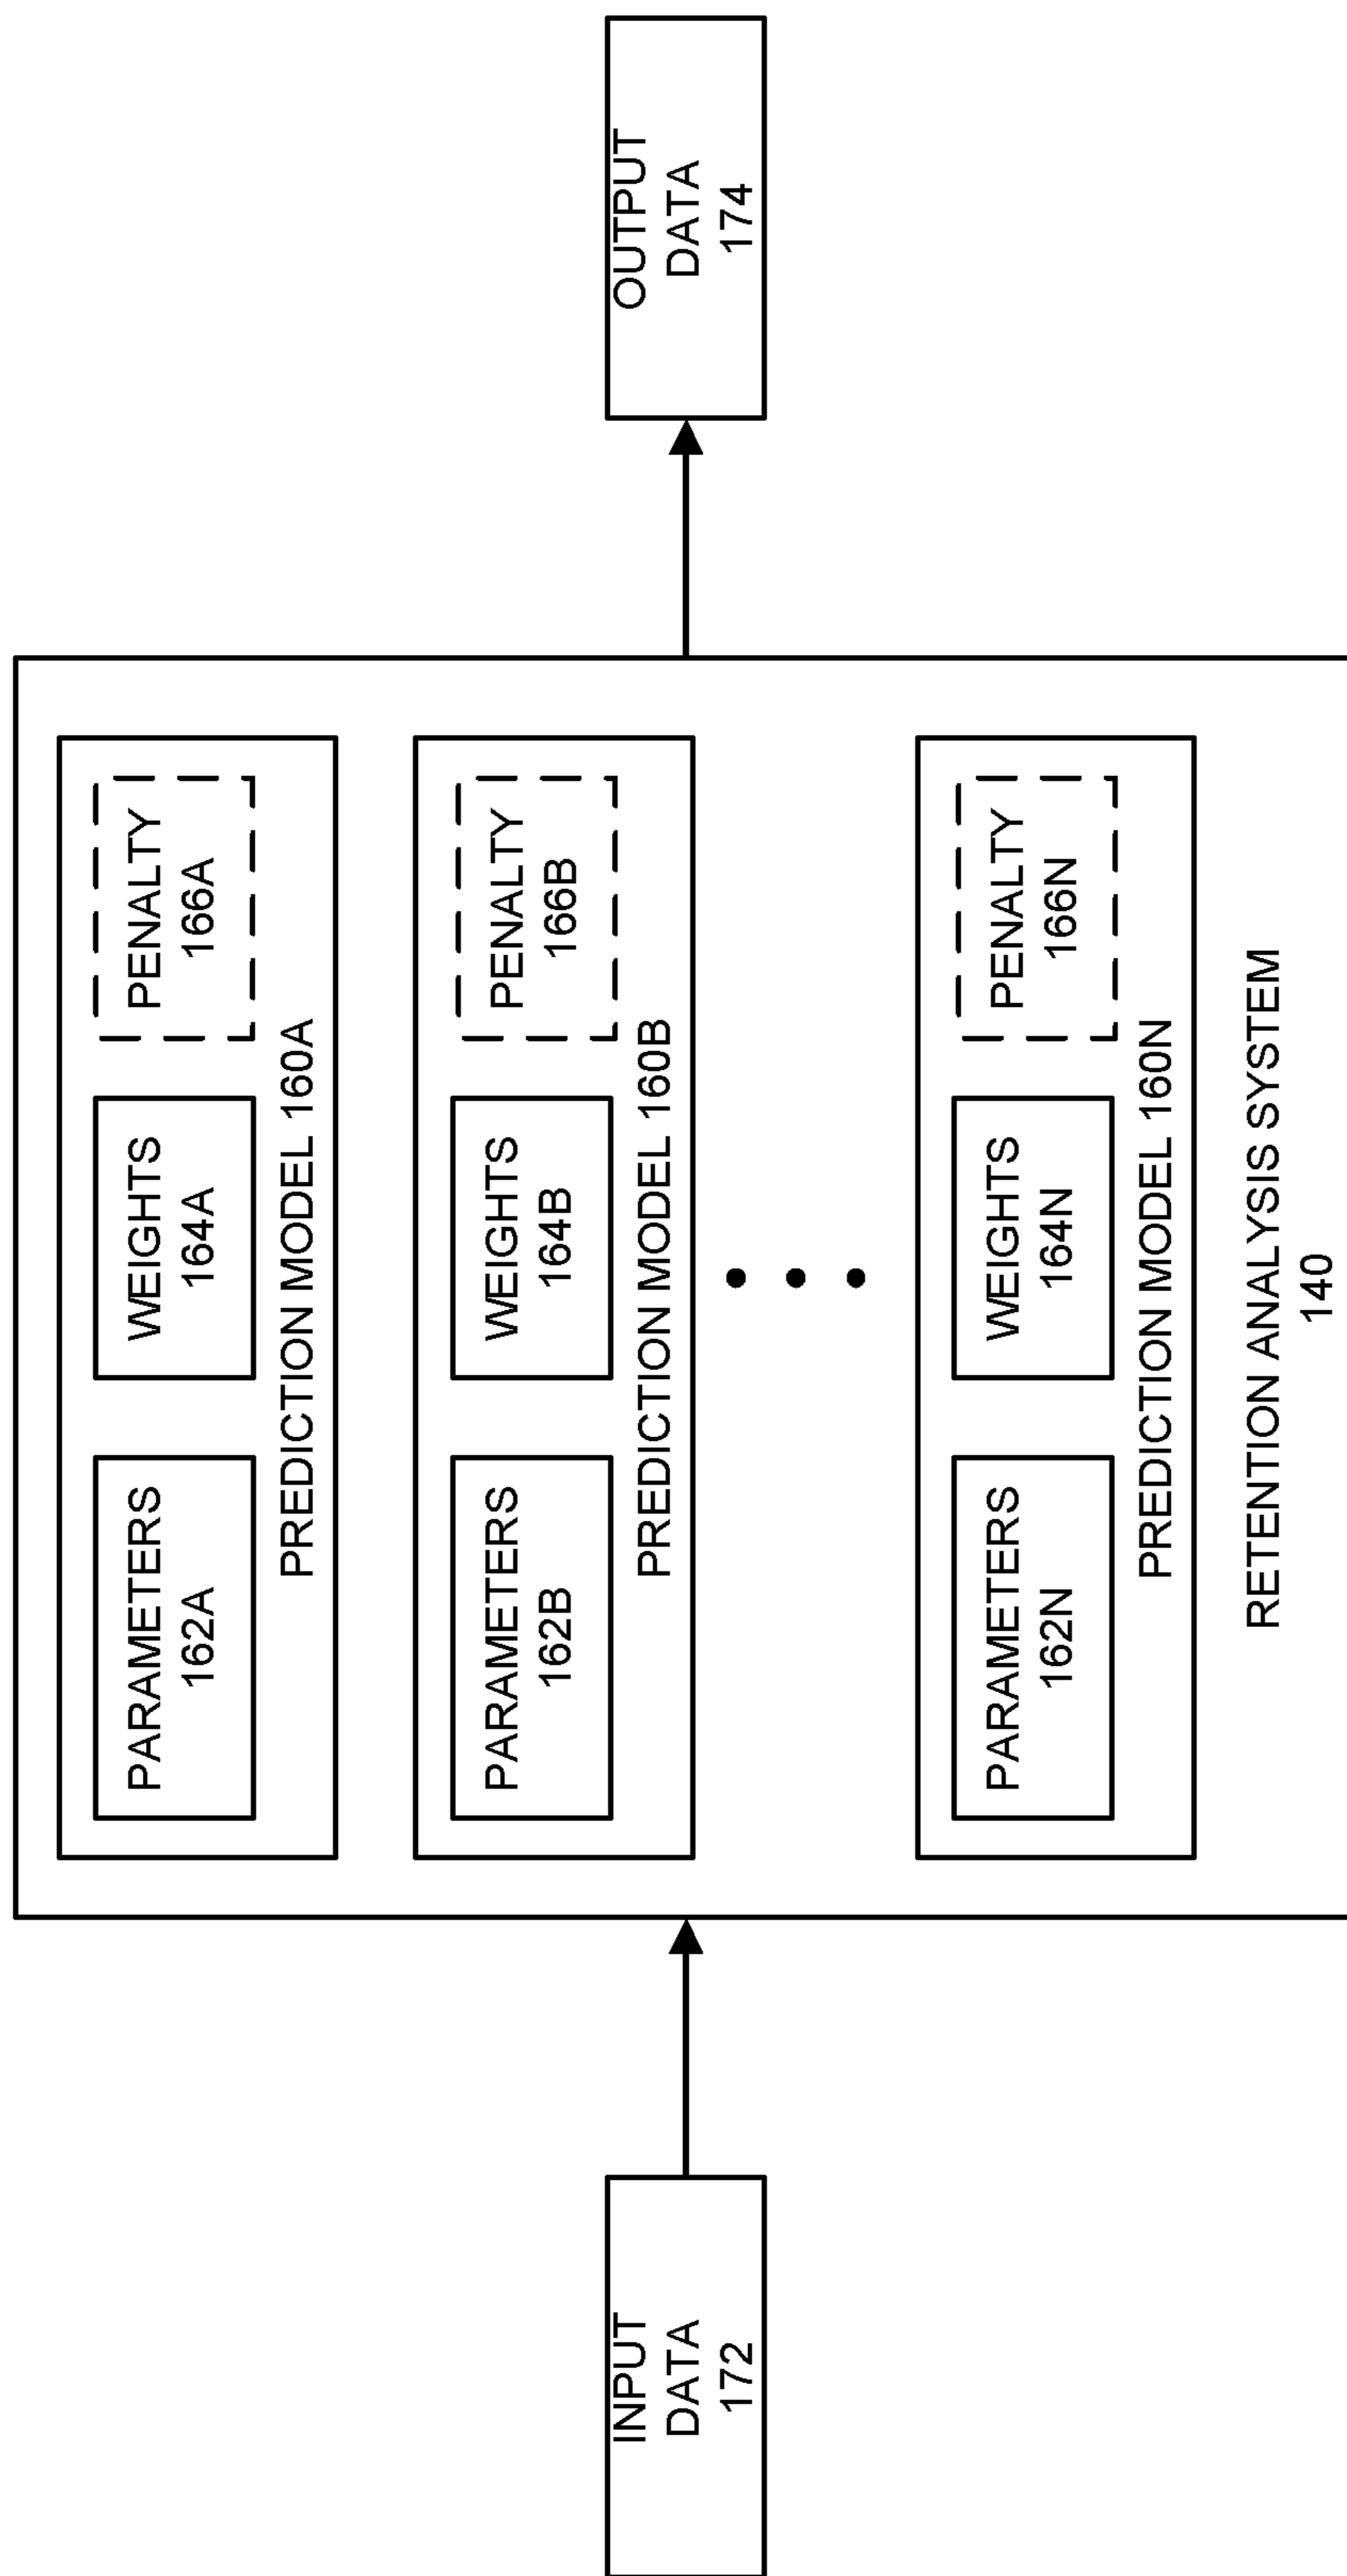 INPUT
DATA
172
PARAMETERS
162A
WEIGHTS
164A
PENALTY
166A
PREDICTION MODEL 160A
PARAMETERS
162B
WEIGHTS
164B
PENALTY
166B
PREDICTION MODEL 160B
PARAMETERS
162N
WEIGHTS
164N
PENALTY
166N
PREDICTION MODEL 160N
RETENTION ANALYSIS SYSTEM
140
OUTPUT
DATA
174